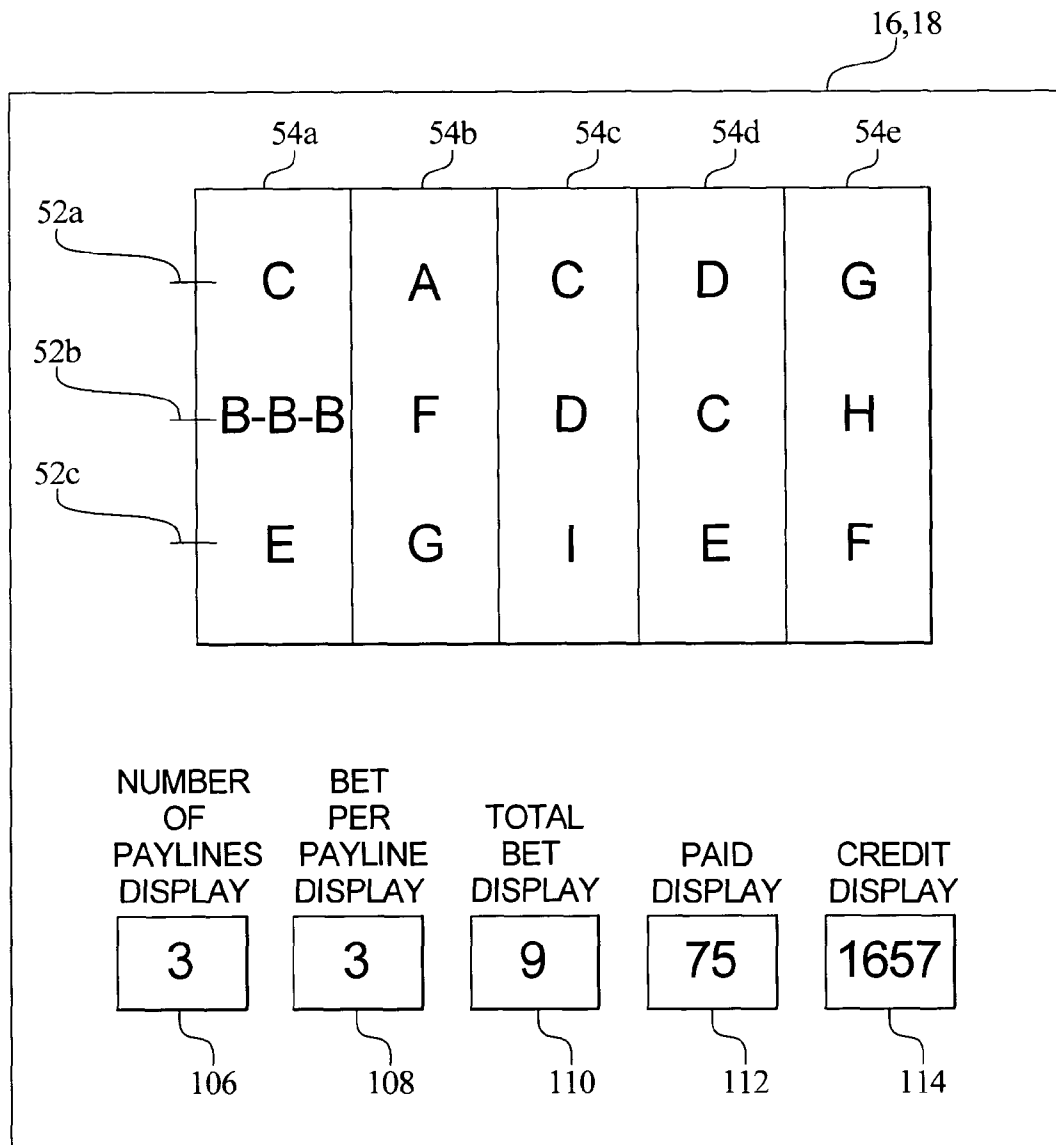 16,18
54a 54b 54c 54d 54e
52a
C A C D G
52b
B-B-B F D C H
52c
E G I E F
NUMBER OF PAYLINES DISPLAY
BET PER PAYLINE DISPLAY
TOTAL BET DISPLAY
PAID DISPLAY
CREDIT DISPLAY
3 3 9 75 1657
106 108 110 112 114